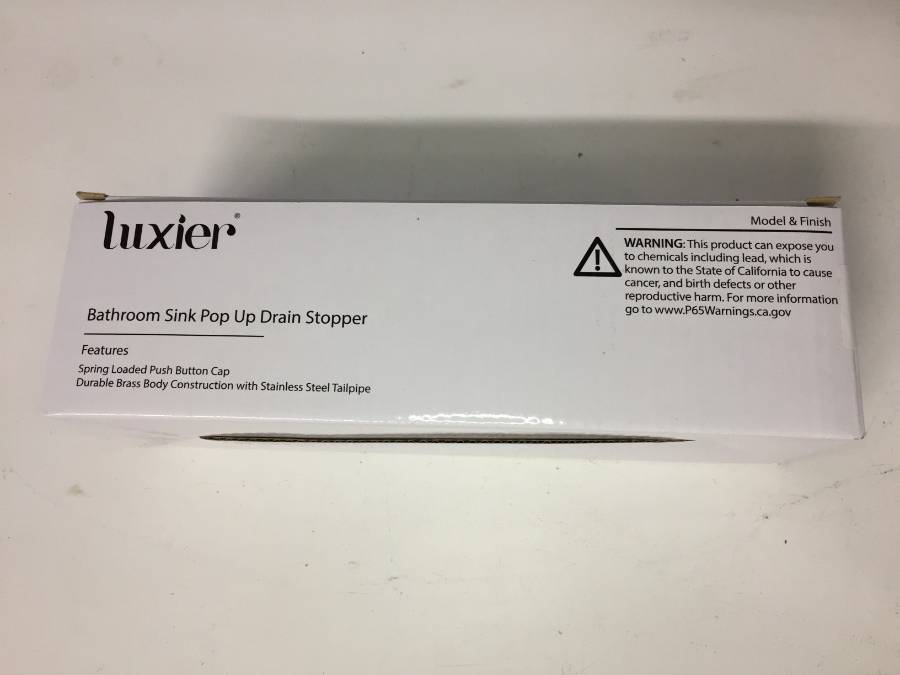 luxier®
Bathroom Sink Pop Up Drain Stopper
Features
Spring Loaded Push Button Cap
Durable Brass Body Construction with Stainless Steel Tailpipe
Model & Finish
WARNING: This product can expose you
to chemicals including lead, which is
known to the State of California to cause
cancer, and birth defects or other
reproductive harm. For more information
go to www.P65Warnings.ca.gov